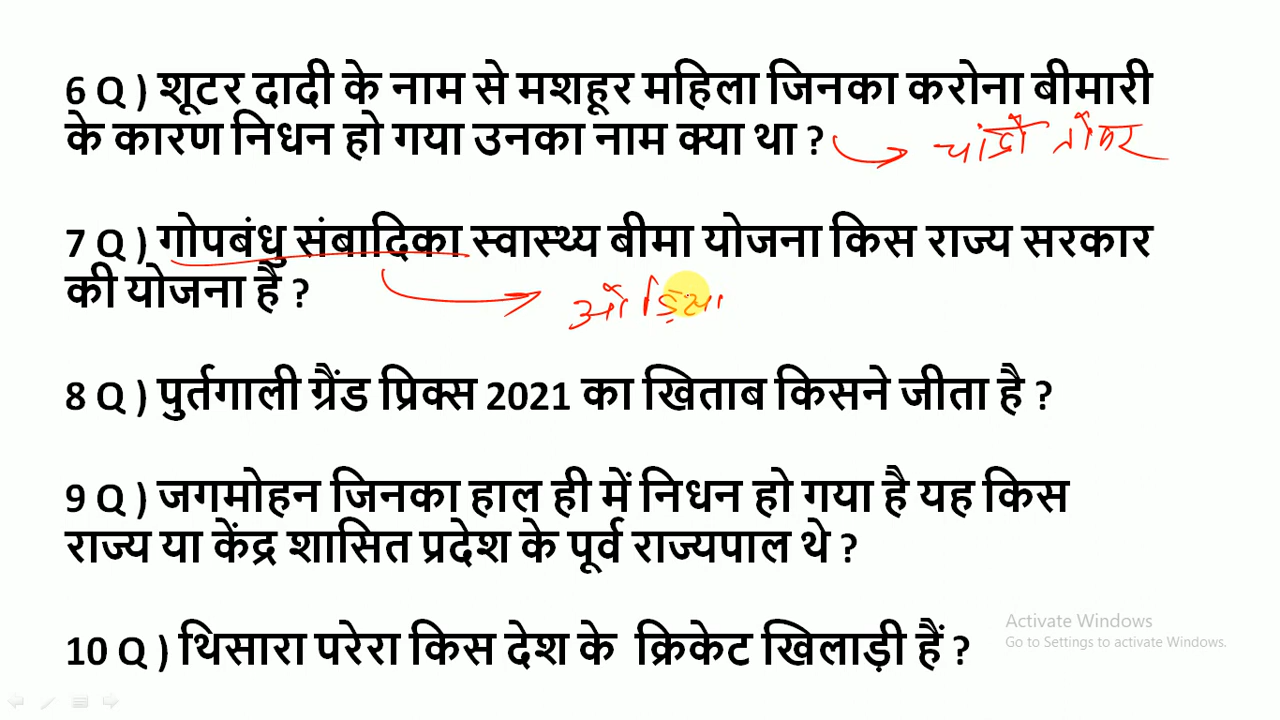 6 Q ) शूटर दादी के नाम से मशहूर महिला जिनका करोना बीमारी
के कारण निधन हो गया उनका नाम क्या था ? चांद्रो तोमर
7 Q ) गोपबंधु संबादिका स्वास्थ्य बीमा योजना किस राज्य सरकार
की योजना है ? ओड़िसा
8 Q ) पुर्तगाली ग्रैंड प्रिक्स 2021 का खिताब किसने जीता है ?
9 Q ) जगमोहन जिनका हाल ही में निधन हो गया है यह किस
राज्य या केंद्र शासित प्रदेश के पूर्व राज्यपाल थे ?
10 Q ) थिसारा परेरा किस देश के क्रिकेट खिलाड़ी हैं ?
Activate Windows
Go to Settings to activate Windows.